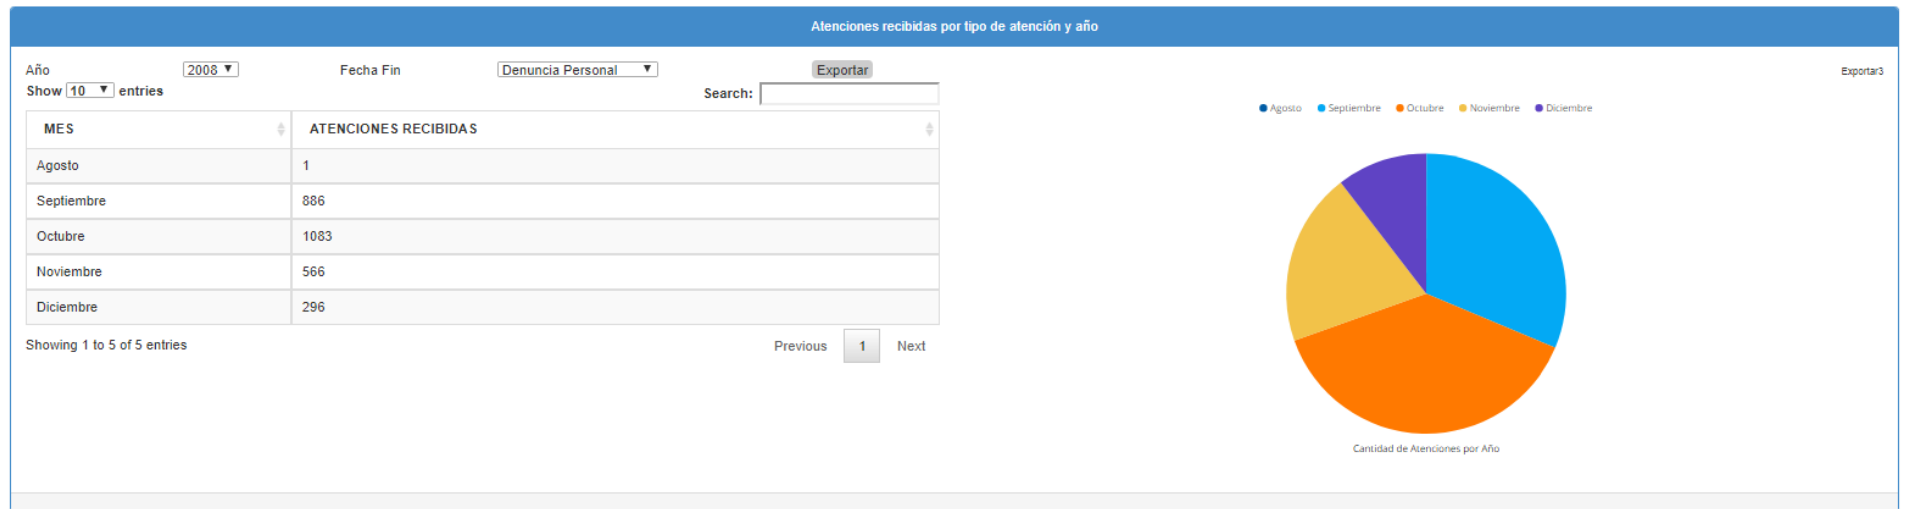 Atenciones recibidas por tipo de atención y año
Año 2008 Fecha Fin Denuncia Personal Exportar
Show 10 entries Search:
MES ATENCIONES RECIBIDAS
Agosto 1
Septiembre 886
Octubre 1083
Noviembre 566
Diciembre 296
Showing 1 to 5 of 5 entries Previous 1 Next
Exportar3
Agosto Septiembre Octubre Noviembre Diciembre
Cantidad de Atenciones por Año